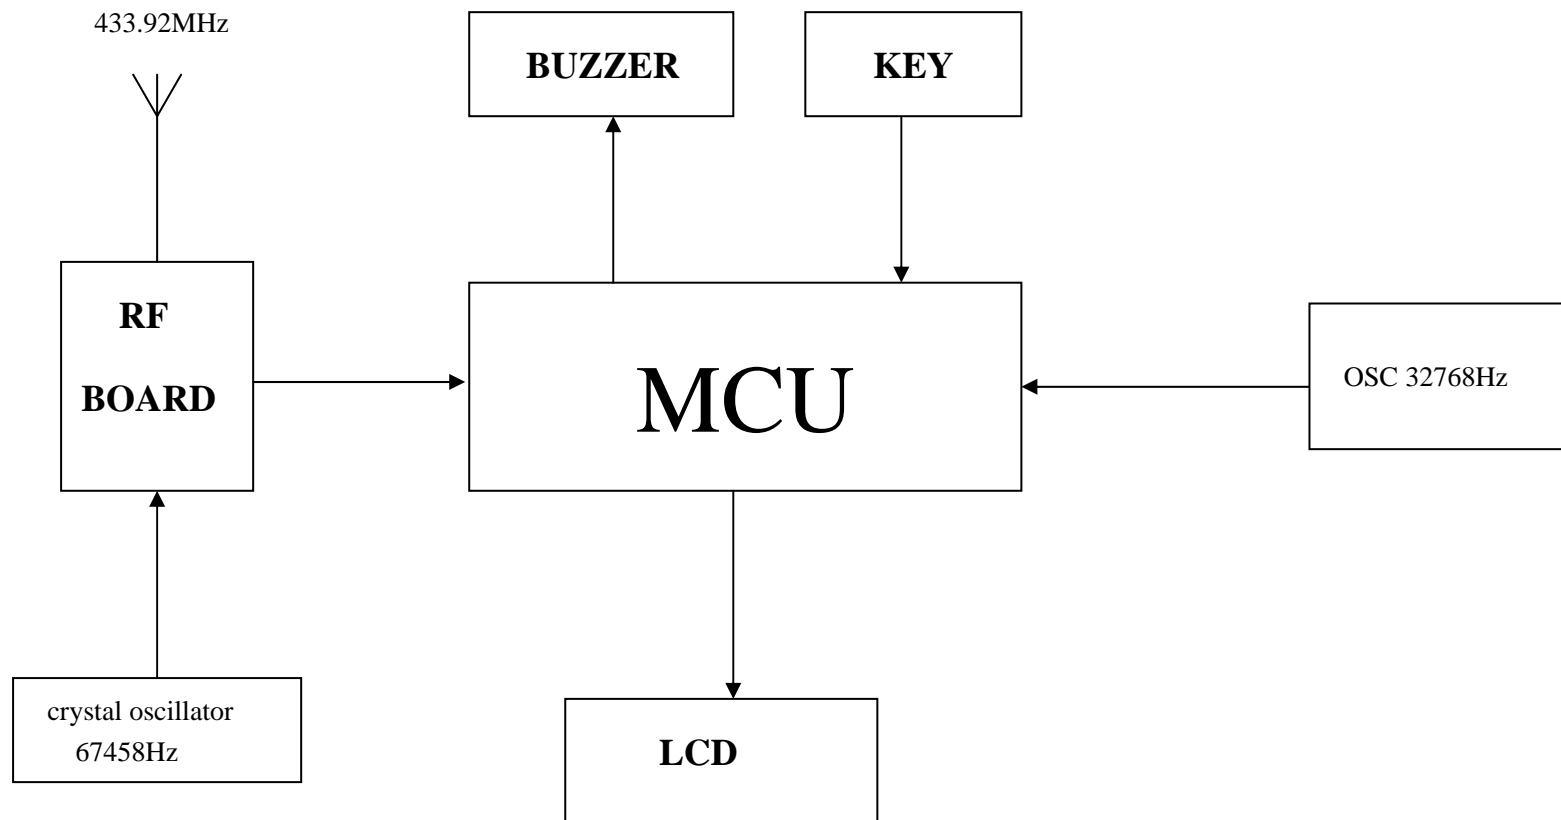 433.92MHz
BUZZER
KEY
RF
BOARD
MCU
OSC 32768Hz
crystal oscillator
67458Hz
LCD